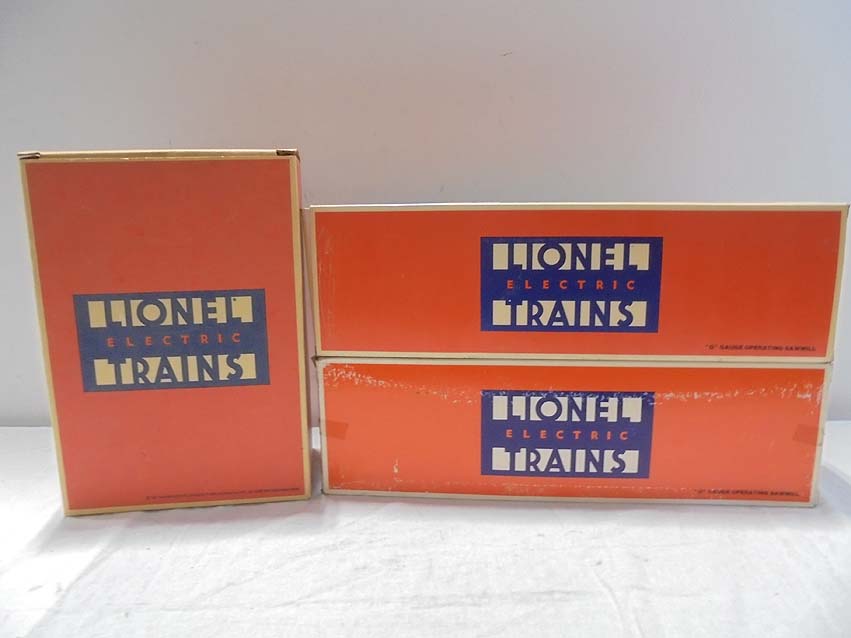 LIONEL
ELECTRIC
TRAINS
LIONEL
ELECTRIC
TRAINS
"O" GAUGE OPERATING SAWMILL
LIONEL
ELECTRIC
TRAINS
"O" GAUGE OPERATING SAWMILL